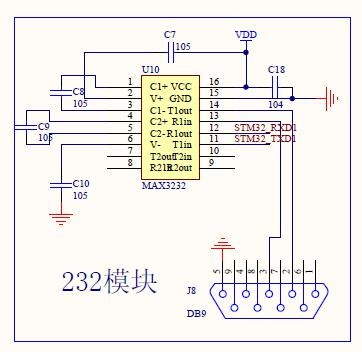 C7
105
VDD
U10
C18
104
1 C1+ VCC 16
2 V+ GND 15
3 C1- T1out 14
4 C2+ R1in 13
5 C2- R1out 12
6 V- T1in 11
7 T2out T2in 10
8 R2in R2out 9
MAX3232
C8
105
C9
105
C10
105
STM32_RXD1
STM32_TXD1
232模块
J8
DB9
5 9 4 8 3 7 2 6 1